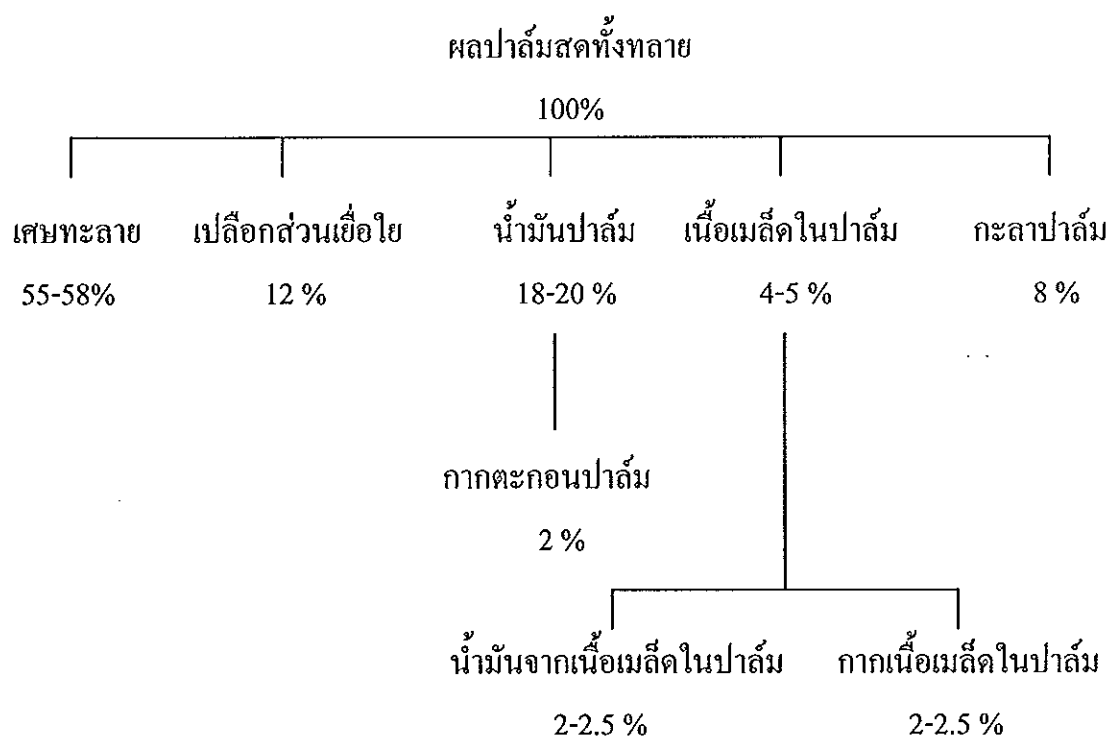 ผลปาล์มสดทั้งทลาย
100%
เศษทะลาย เปลือกส่วนเยื่อใย น้ำมันปาล์ม เนื้อเมล็ดในปาล์ม กะลาปาล์ม
55-58% 12 % 18-20 % 4-5 % 8 %
กากตะกอนปาล์ม
2 %
น้ำมันจากเนื้อเมล็ดในปาล์ม กากเนื้อเมล็ดในปาล์ม
2-2.5 % 2-2.5 %